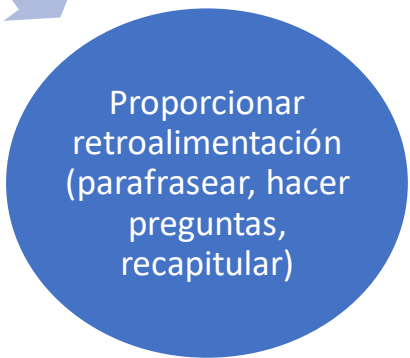 Proporcionar
retroalimentación
(parafrasear, hacer
preguntas,
recapitular)